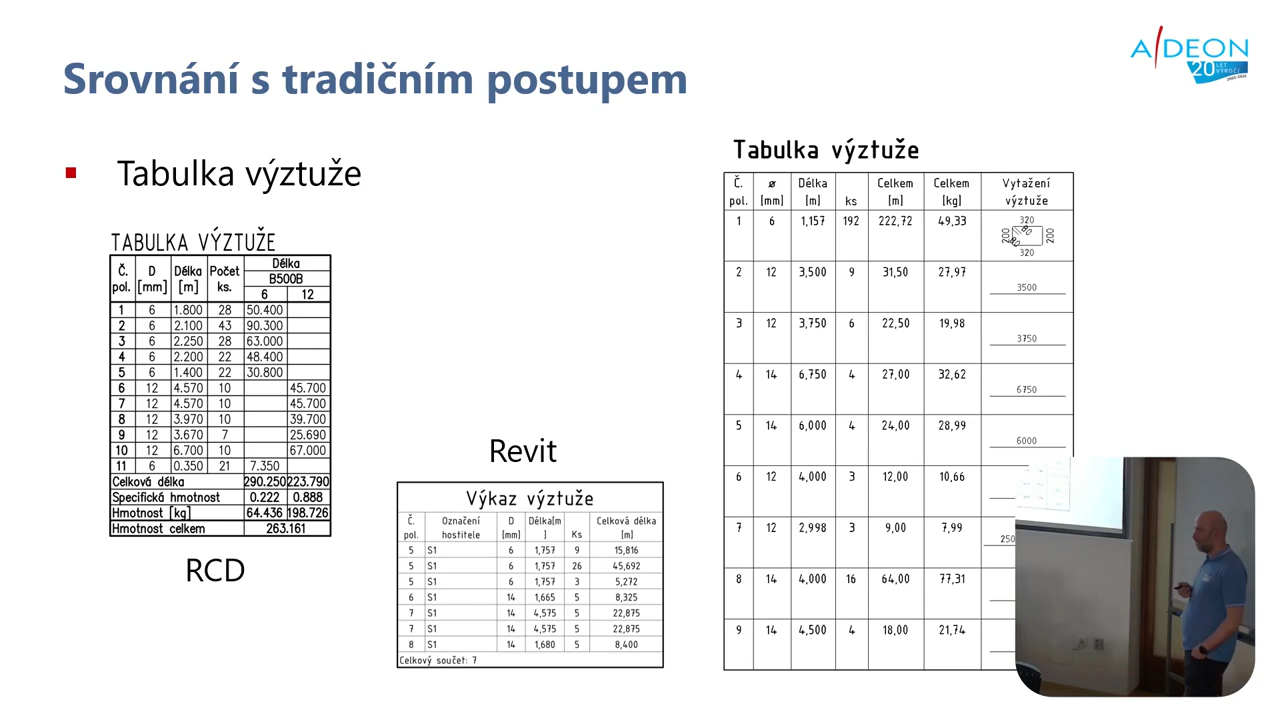 Srovnání s tradičním postupem
A/DEON
20 LET
VÝROČÍ
Tabulka výztuže
TABULKA VÝZTUŽE
Č. pol. D [mm] Délka [m] Počet ks. Délka
B500B
6 12
1 6 1.800 28 50.400
2 6 2.100 43 90.300
3 6 2.250 28 63.000
4 6 2.200 22 48.400
5 6 1.400 22 30.800
6 12 4.570 10 45.700
7 12 4.570 10 45.700
8 12 3.970 10 39.700
9 12 3.670 7 25.690
10 12 6.700 10 67.000
11 6 0.350 21 7.350
Celková délka 290.250 223.790
Specifická hmotnost 0.222 0.888
Hmotnost [kg] 64.436 198.726
Hmotnost celkem 263.161
RCD
Revit
Výkaz výztuže
Č. Označení D Délka[m Celková délka
pol. hostitele [mm] ] Ks [m]
5 S1 6 1,757 9 15,816
5 S1 6 1,757 26 45,692
5 S1 6 1,757 3 5,272
6 S1 14 1,665 5 8,325
7 S1 14 4,575 5 22,875
7 S1 14 4,575 5 22,875
8 S1 14 1,680 5 8,400
Celkový součet: 7
Tabulka výztuže
Č. ø Délka Celkem Celkem Vytažení
pol. [mm] [m] ks [m] [kg] výztuže
1 6 1,157 192 222,72 49,33 320
200 80 80 200
320
2 12 3,500 9 31,50 27,97 3500
3 12 3,750 6 22,50 19,98 3750
4 14 6,750 4 27,00 32,62 6750
5 14 6,000 4 24,00 28,99 6000
6 12 4,000 3 12,00 10,66
7 12 2,998 3 9,00 7,99 250
8 14 4,000 16 64,00 77,31
9 14 4,500 4 18,00 21,74